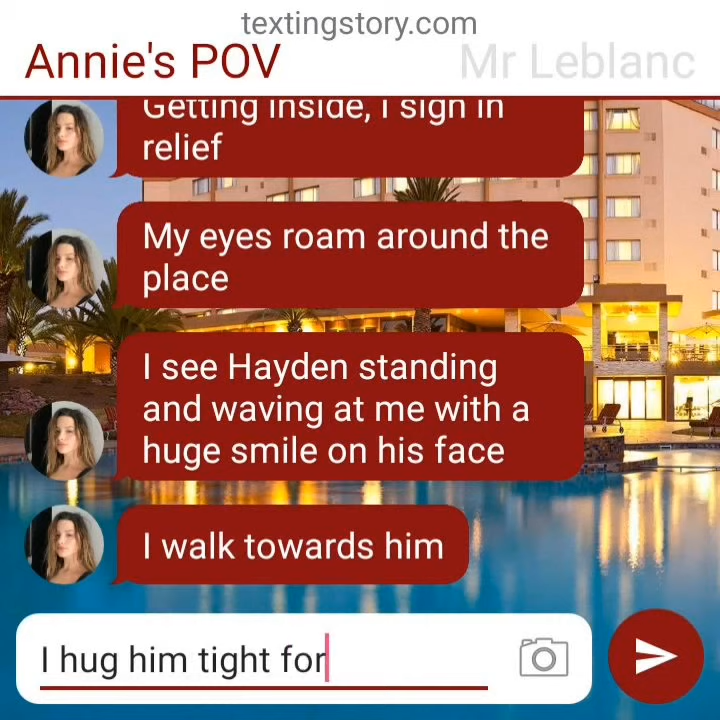 textingstory.com
Annie's POV
Mr Leblanc
Getting inside, I sigh in
relief
My eyes roam around the
place
I see Hayden standing
and waving at me with a
huge smile on his face
I walk towards him
I hug him tight for